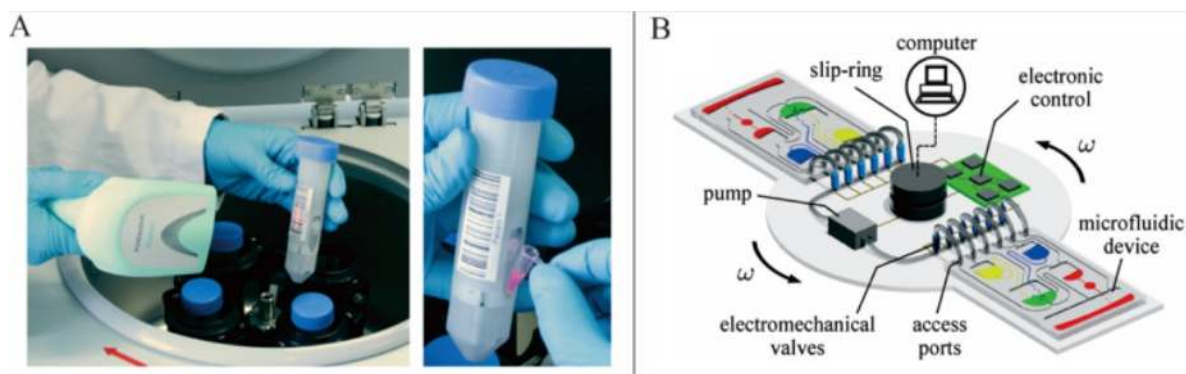 A
B
computer
slip-ring
electronic
control
ω
pump
microfluidic
device
ω
electromechanical
valves
access
ports